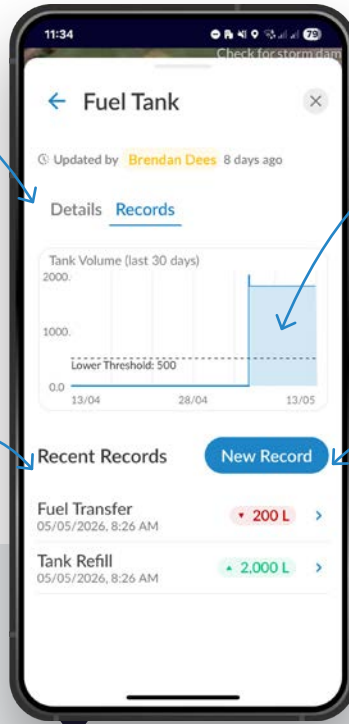 11:34
79
Check for storm dam
Fuel Tank
Updated by Brendan Dees 8 days ago
Details Records
Tank Volume (last 30 days)
2000.
1000.
Lower Threshold: 500
0.0
13/04 28/04 13/05
Recent Records New Record
Fuel Transfer
200 L
05/05/2026, 8:26 AM
Tank Refill
2,000 L
05/05/2026, 8:26 AM